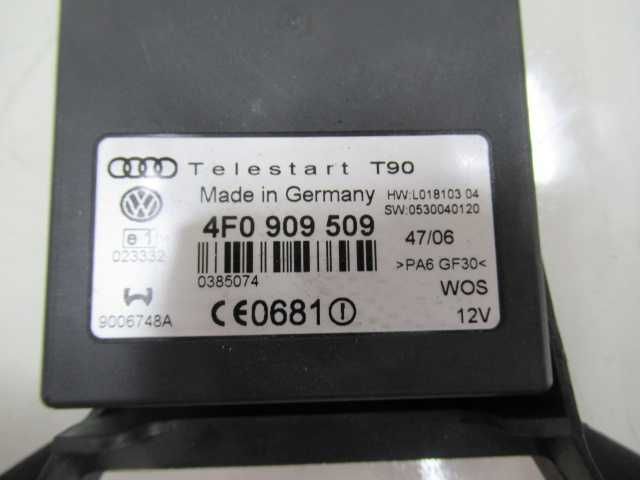 Telestart T90
Made in Germany
HW:L018103 04
SW:0530040120
4F0 909 509
47/06
e 1
023332
0385074
>PA6 GF30<
WOS
9006748A
CE0681
12V